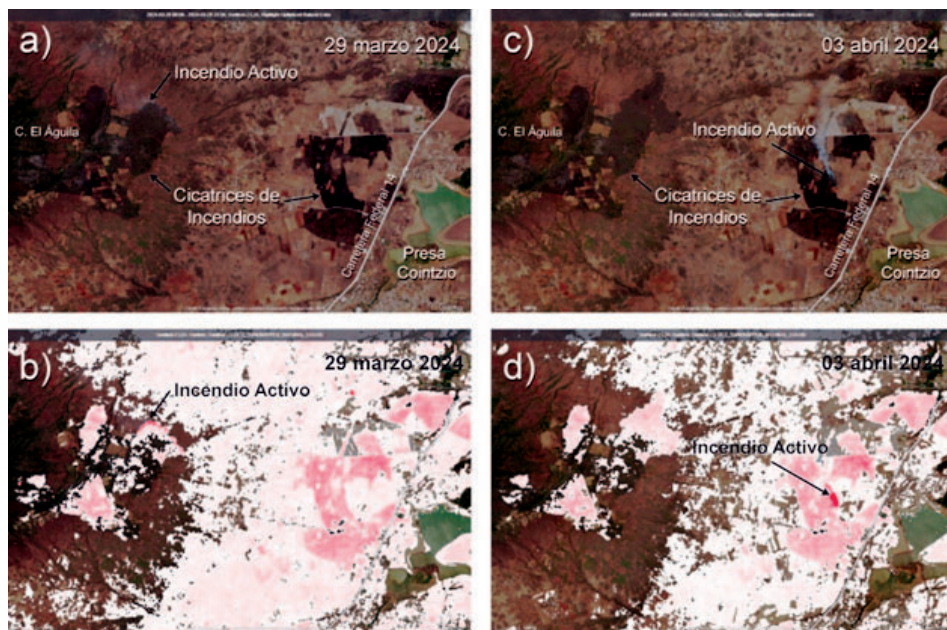 a)
29 marzo 2024
Incendio Activo
C. El Águila
Cicatrices de
Incendios
Carretera Federal 14
Presa
Cointzio
c)
03 abril 2024
C. El Águila
Incendio Activo
Cicatrices de
Incendios
Carretera Federal 14
Presa
Cointzio
b)
29 marzo 2024
Incendio Activo
d)
03 abril 2024
Incendio Activo